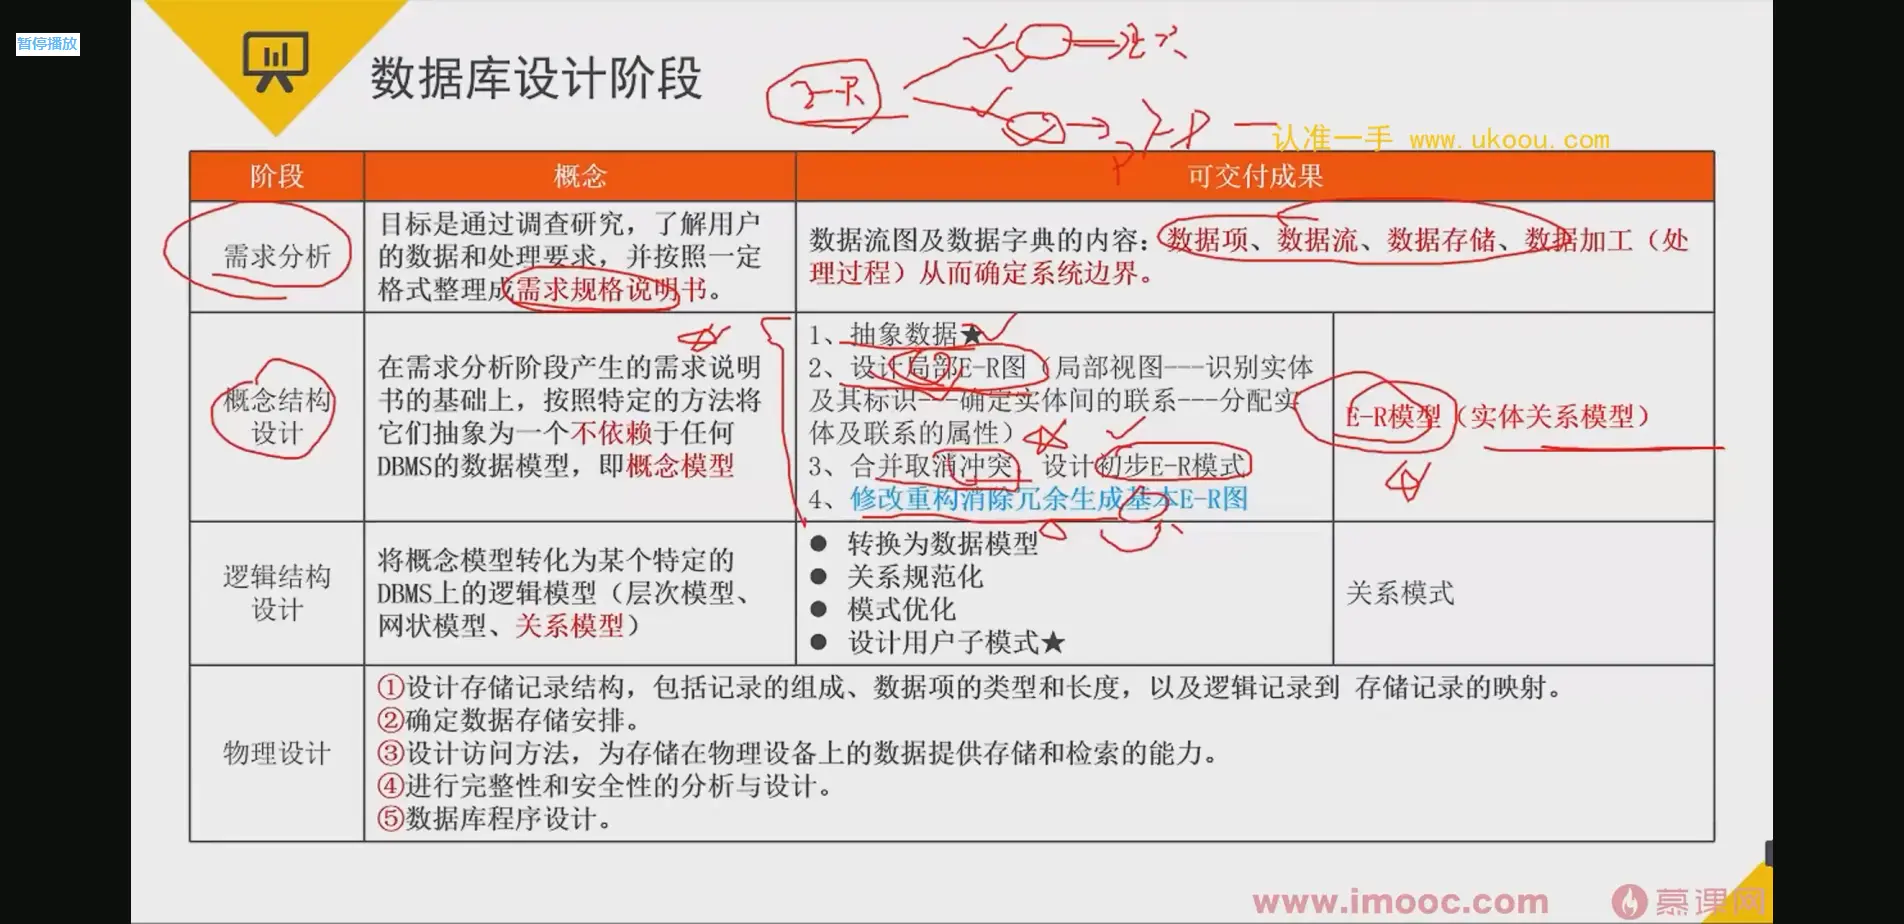 暂停播放
数据库设计阶段
E-R
E-R
认准一手 www.ukoou.com
阶段
概念
可交付成果
需求分析
目标是通过调查研究，了解用户
的数据和处理要求，并按照一定
格式整理成需求规格说明书。
数据流图及数据字典的内容：数据项、数据流、数据存储、数据加工（处
理过程）从而确定系统边界。
概念结构
设计
在需求分析阶段产生的需求说明
书的基础上，按照特定的方法将
它们抽象为一个不依赖于任何
DBMS的数据模型，即概念模型
1、抽象数据★
2、设计局部E-R图（局部视图---识别实体
及其标识---确定实体间的联系---分配实
体及联系的属性）
3、合并取消冲突 设计初步E-R模式
4、修改重构消除冗余生成基本E-R图
E-R模型（实体关系模型）
逻辑结构
设计
将概念模型转化为某个特定的
DBMS上的逻辑模型（层次模型、
网状模型、关系模型）
● 转换为数据模型
● 关系规范化
● 模式优化
● 设计用户子模式★
关系模式
物理设计
①设计存储记录结构，包括记录的组成、数据项的类型和长度，以及逻辑记录到 存储记录的映射。
②确定数据存储安排。
③设计访问方法，为存储在物理设备上的数据提供存储和检索的能力。
④进行完整性和安全性的分析与设计。
⑤数据库程序设计。
www.imooc.com 慕课网